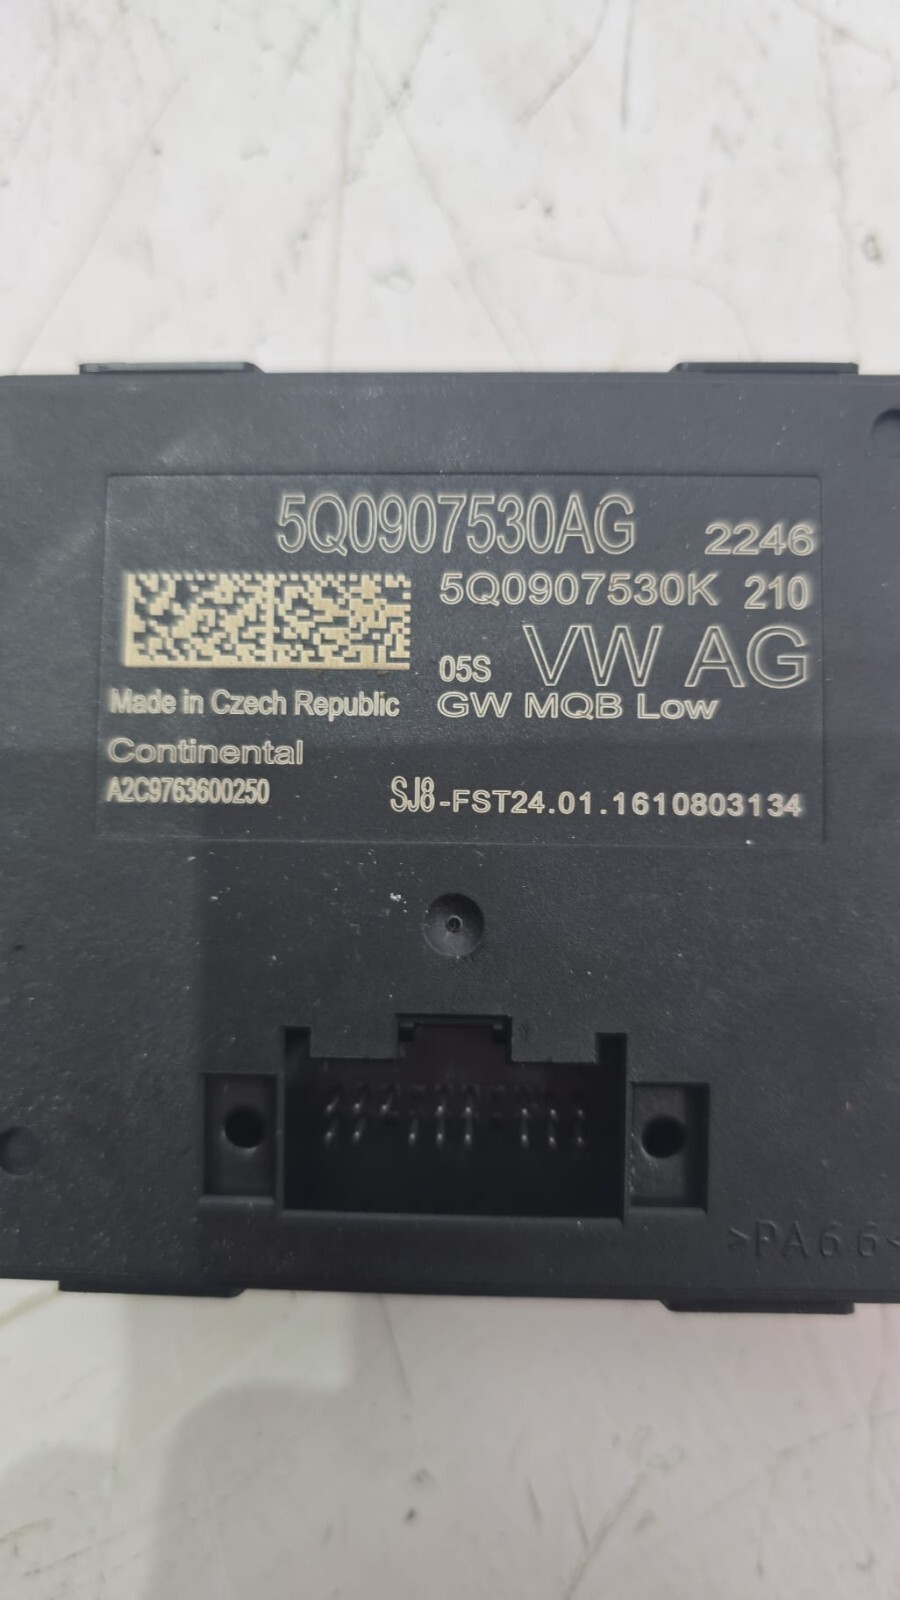 5Q0907530AG 2246
5Q0907530K 210
05S VW AG
Made in Czech Republic GW MQB Low
Continental
A2C9763600250 SJ8-FST24.01.1610803134
>PA66<